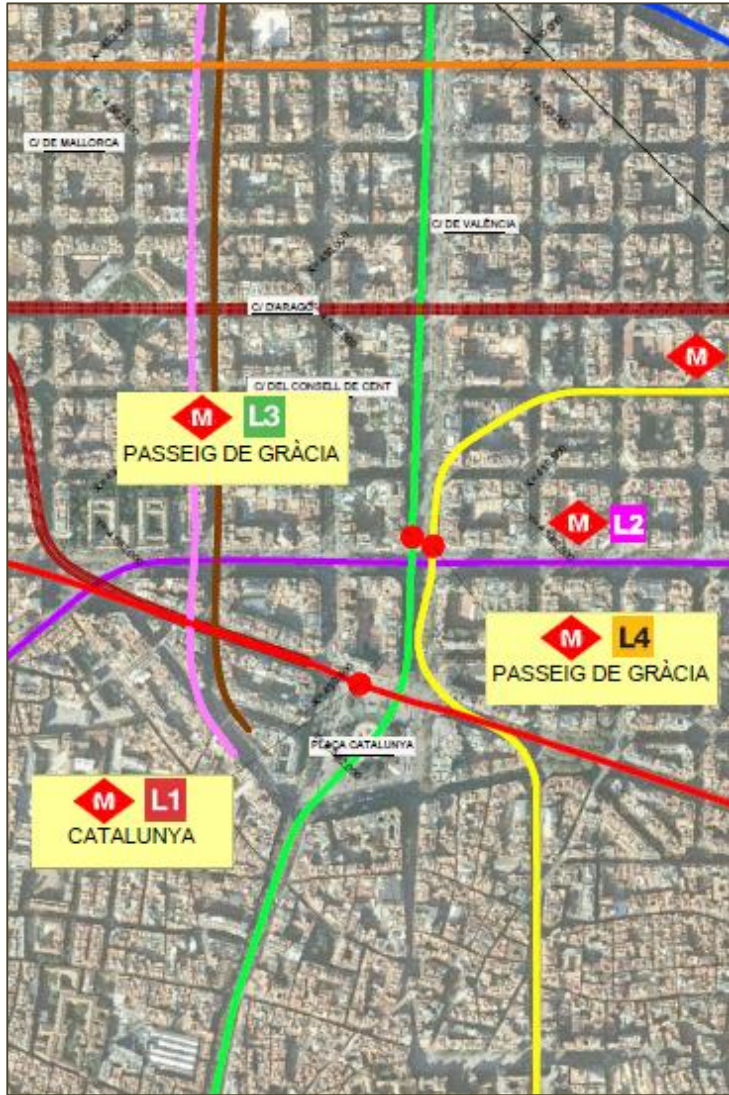 C/ DE MALLORCA
C/ DE VALÈNCIA
C/ D'ARAGÓ
M
C/ DEL CONSELL DE CENT
M L3
PASSEIG DE GRÀCIA
M L2
M L4
PASSEIG DE GRÀCIA
PLAÇA CATALUNYA
M L1
CATALUNYA